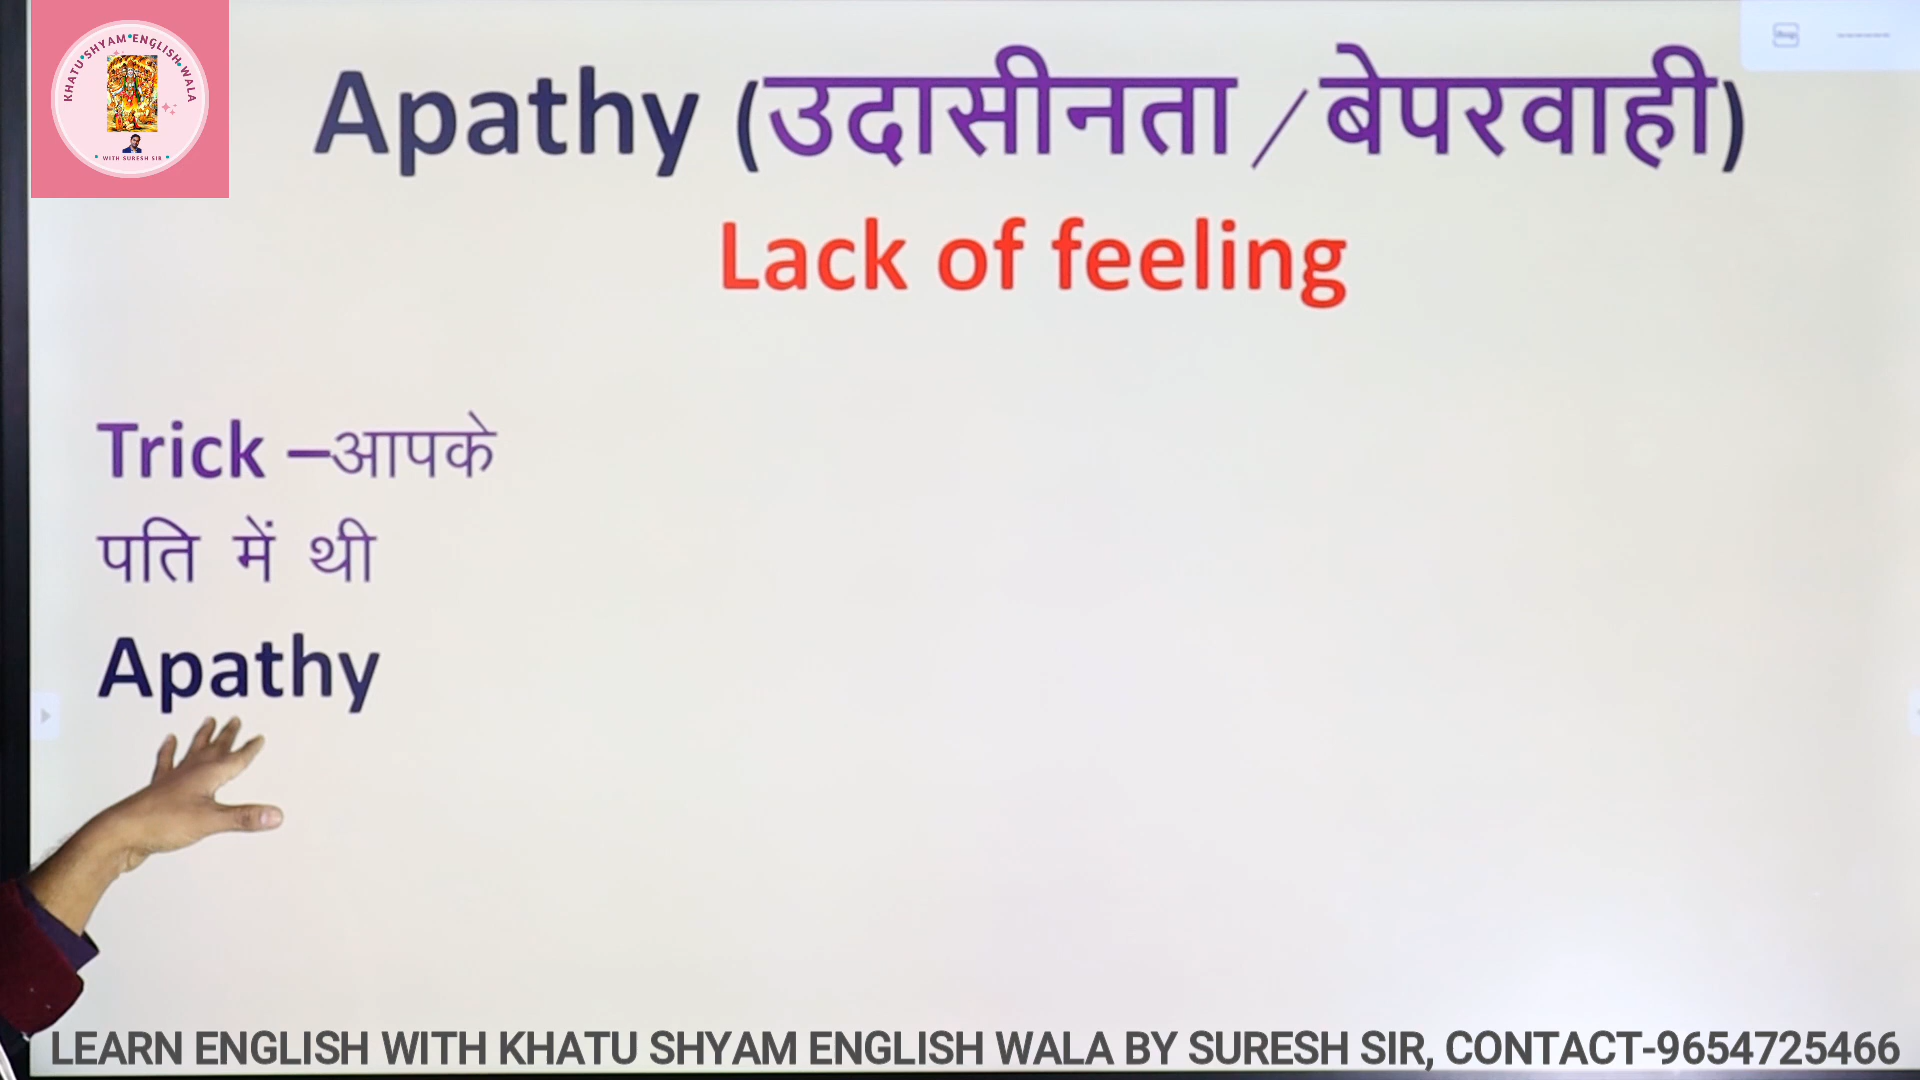 KHATU SHYAM ENGLISH WALA
WITH SURESH SIR
Apathy (उदासीनता / बेपरवाही)
Lack of feeling
Trick –आपके
पति में थी
Apathy
LEARN ENGLISH WITH KHATU SHYAM ENGLISH WALA BY SURESH SIR, CONTACT-9654725466